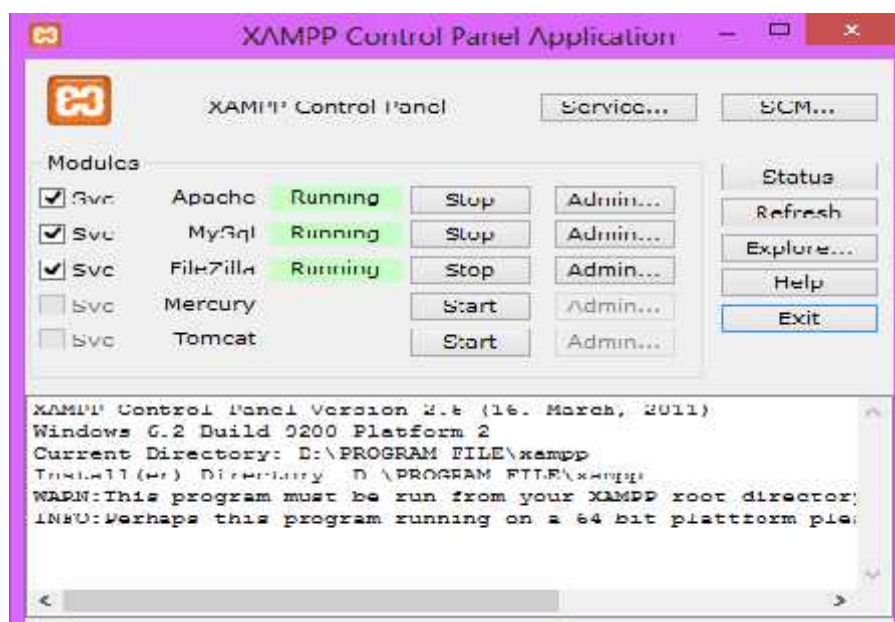 XAMPP Control Panel Application
XAMPP Control Panel Service... SCM...
Modules
Svc Apache Running Stop Admin...
Svc MySql Running Stop Admin...
Svc FileZilla Running Stop Admin...
Svc Mercury Start Admin...
Svc Tomcat Start Admin...
Status
Refresh
Explore...
Help
Exit
XAMPP Control Panel Version 2.5 (16. March, 2011)
Windows 6.2 Build 9200 Platform 2
Current Directory: D:\PROGRAM FILE\xampp
Install(er) Directory: D:\PROGRAM FILE\xampp
WARN:This program must be run from your XAMPP root directory
INFO:Perhaps this program running on a 64 bit plattform ple